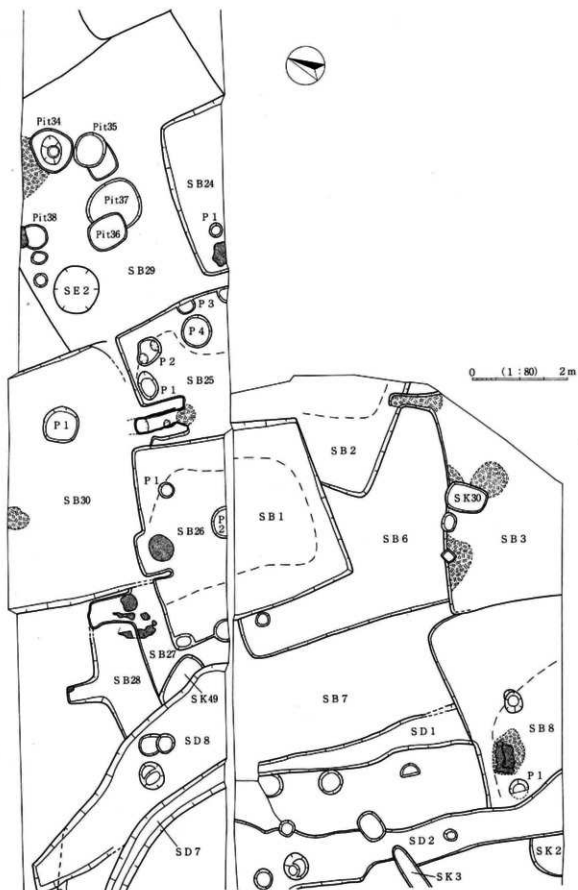 Pit34
Pit35
SB24
Pit37
P1
Pit38
Pit36
SB29
SE2
P3
P4
P2
SB25
P1
0 (1:80) 2m
P1
SB2
P1
SK30
SB30
P2
SB1
SB3
SB26
SB6
SB27
SB28
SK49
SB7
SB8
SD1
SD8
P1
SD7
SD2
SK2
SK3